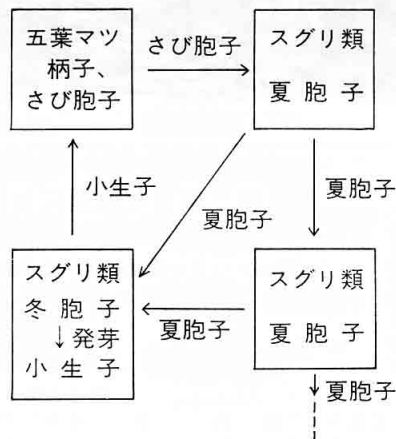 五葉マツ
柄子、
さび胞子
さび胞子
スグリ類
夏胞子
小生子
夏胞子
夏胞子
スグリ類
冬胞子
↓発芽
小生子
夏胞子
スグリ類
夏胞子
夏胞子